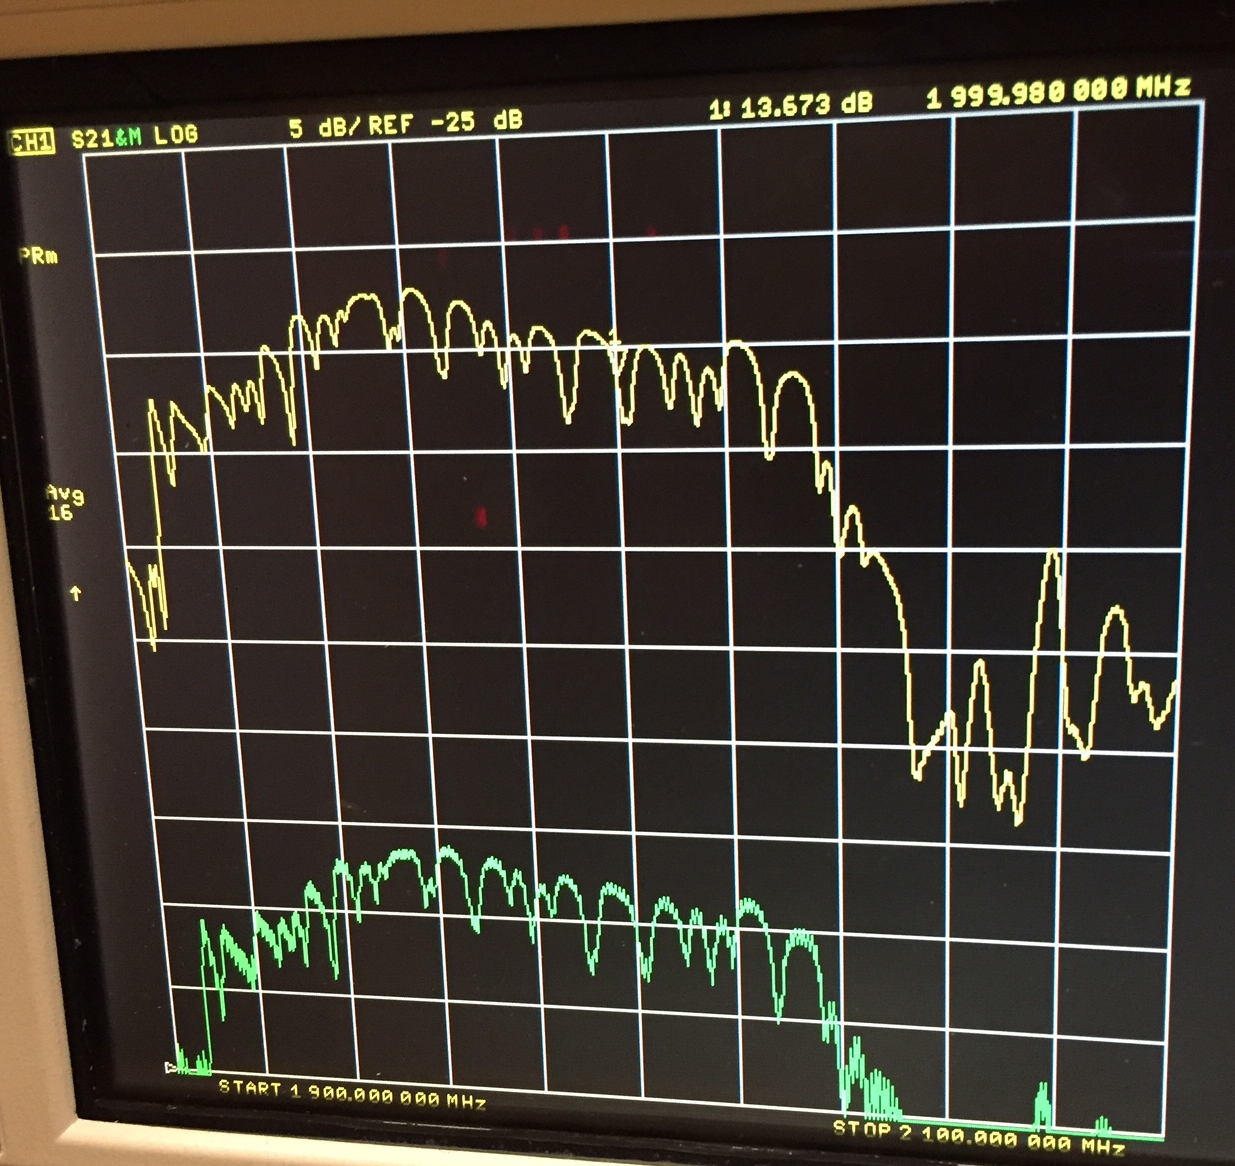 CH1 S21&M LOG 5 dB/ REF -25 dB 1: 13.673 dB 1 999.980 000 MHz
PRm
1
Avg
16
↑
START 1 900.000 000 MHz
STOP 2 100.000 000 MHz